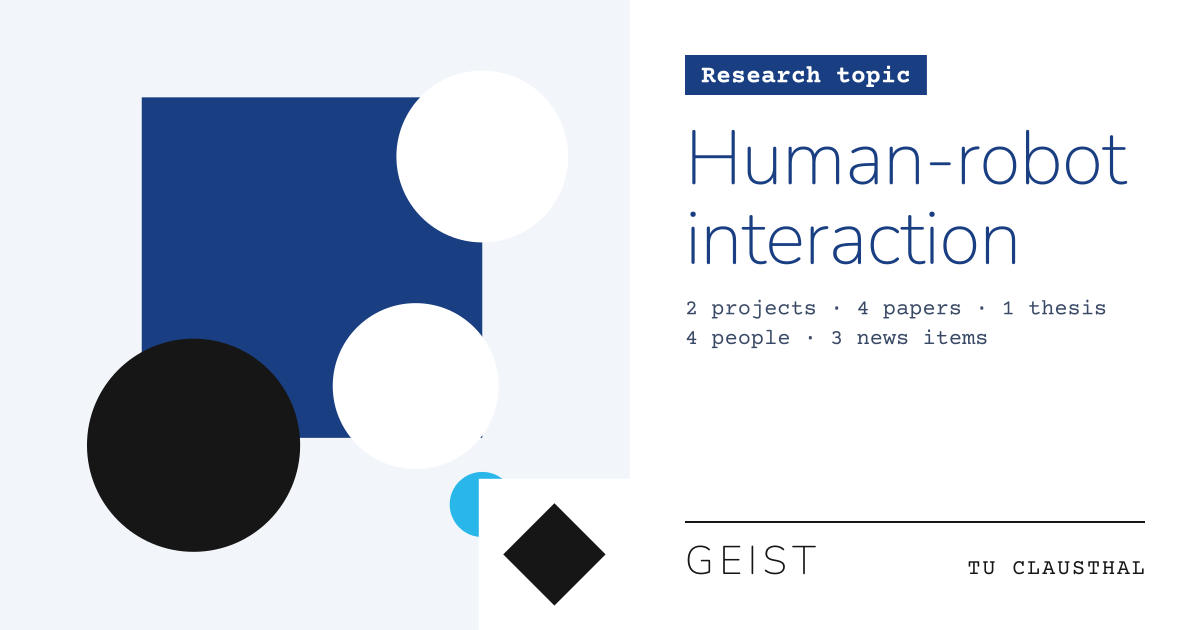 Research topic
Human-robot
interaction
2 projects · 4 papers · 1 thesis
4 people · 3 news items
GEIST
TU CLAUSTHAL